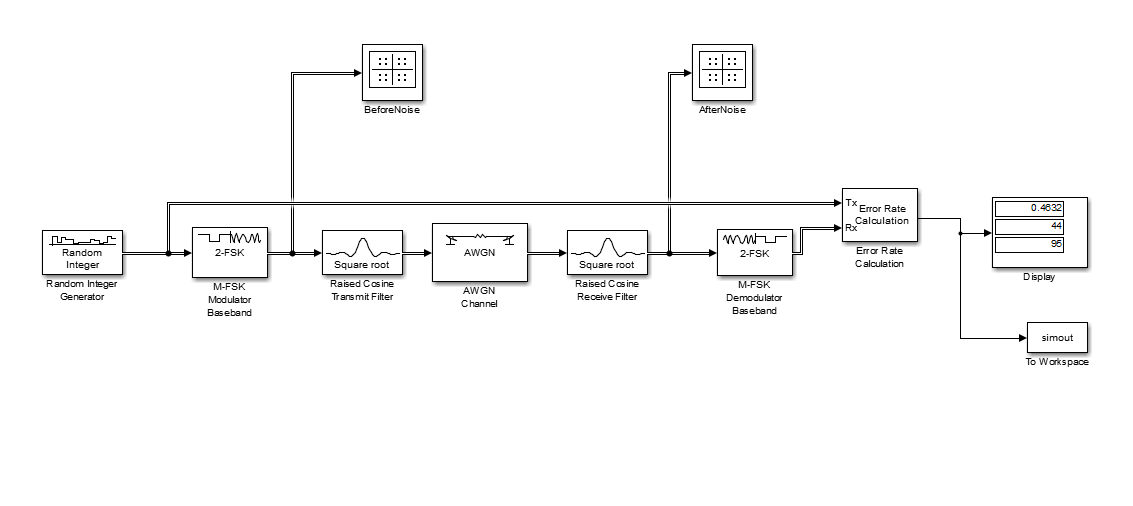 BeforeNoise
AfterNoise
Random
Integer
Random Integer
Generator
2-FSK
M-FSK
Modulator
Baseband
Square root
Raised Cosine
Transmit Filter
AWGN
AWGN
Channel
Square root
Raised Cosine
Receive Filter
2-FSK
M-FSK
Demodulator
Baseband
Tx
Error Rate
Calculation
Rx
Error Rate
Calculation
0.4632
44
95
Display
simout
To Workspace